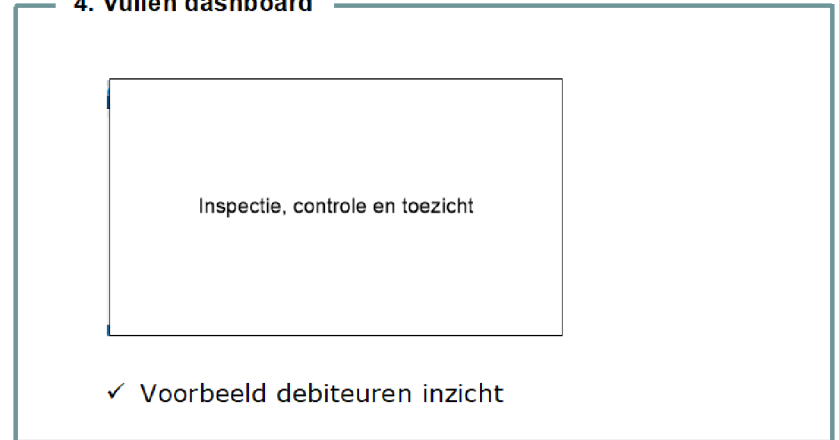 4. Vullen dashboard
Inspectie, controle en toezicht
✓ Voorbeeld debiteuren inzicht